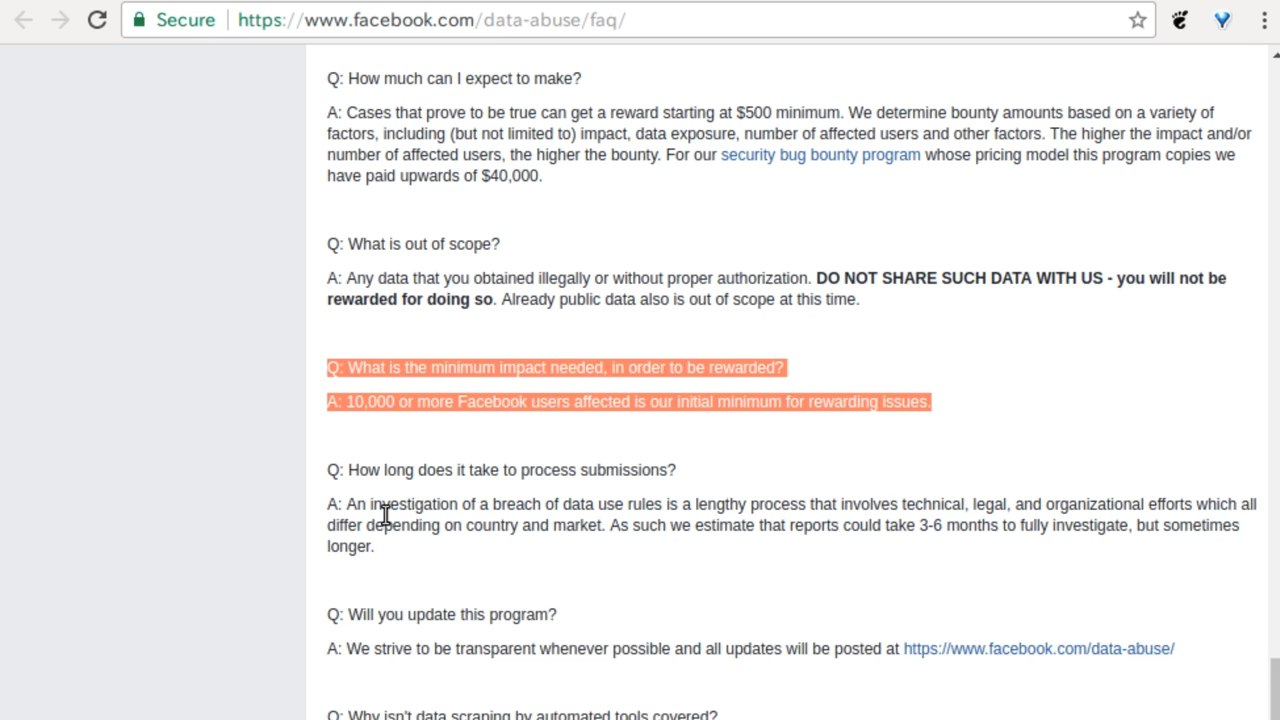 Secure https://www.facebook.com/data-abuse/faq/
Q: How much can I expect to make?
A: Cases that prove to be true can get a reward starting at $500 minimum. We determine bounty amounts based on a variety of
factors, including (but not limited to) impact, data exposure, number of affected users and other factors. The higher the impact and/or
number of affected users, the higher the bounty. For our security bug bounty program whose pricing model this program copies we
have paid upwards of $40,000.
Q: What is out of scope?
A: Any data that you obtained illegally or without proper authorization. DO NOT SHARE SUCH DATA WITH US - you will not be
rewarded for doing so. Already public data also is out of scope at this time.
Q: What is the minimum impact needed, in order to be rewarded?
A: 10,000 or more Facebook users affected is our initial minimum for rewarding issues.
Q: How long does it take to process submissions?
A: An investigation of a breach of data use rules is a lengthy process that involves technical, legal, and organizational efforts which all
differ depending on country and market. As such we estimate that reports could take 3-6 months to fully investigate, but sometimes
longer.
Q: Will you update this program?
A: We strive to be transparent whenever possible and all updates will be posted at https://www.facebook.com/data-abuse/
Q: Why isn't data scraping by automated tools covered?